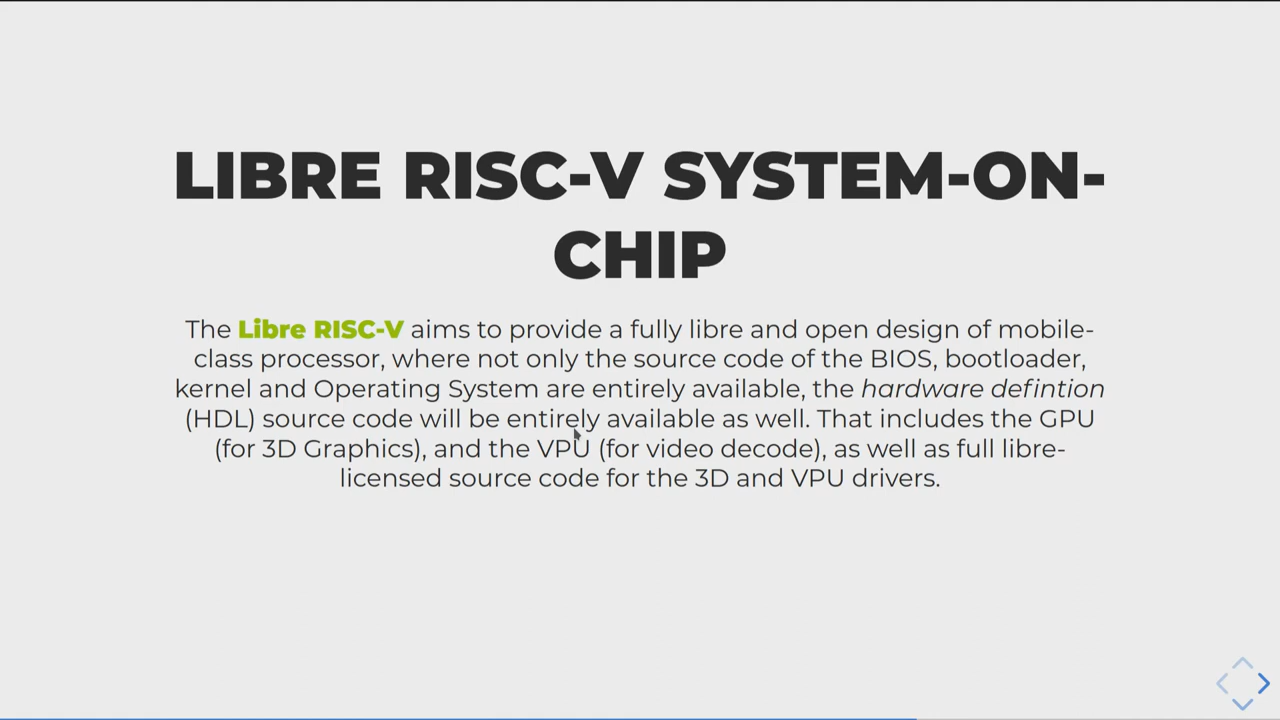 LIBRE RISC-V SYSTEM-ON-
CHIP
The Libre RISC-V aims to provide a fully libre and open design of mobile-
class processor, where not only the source code of the BIOS, bootloader,
kernel and Operating System are entirely available, the hardware defintion
(HDL) source code will be entirely available as well. That includes the GPU
(for 3D Graphics), and the VPU (for video decode), as well as full libre-
licensed source code for the 3D and VPU drivers.